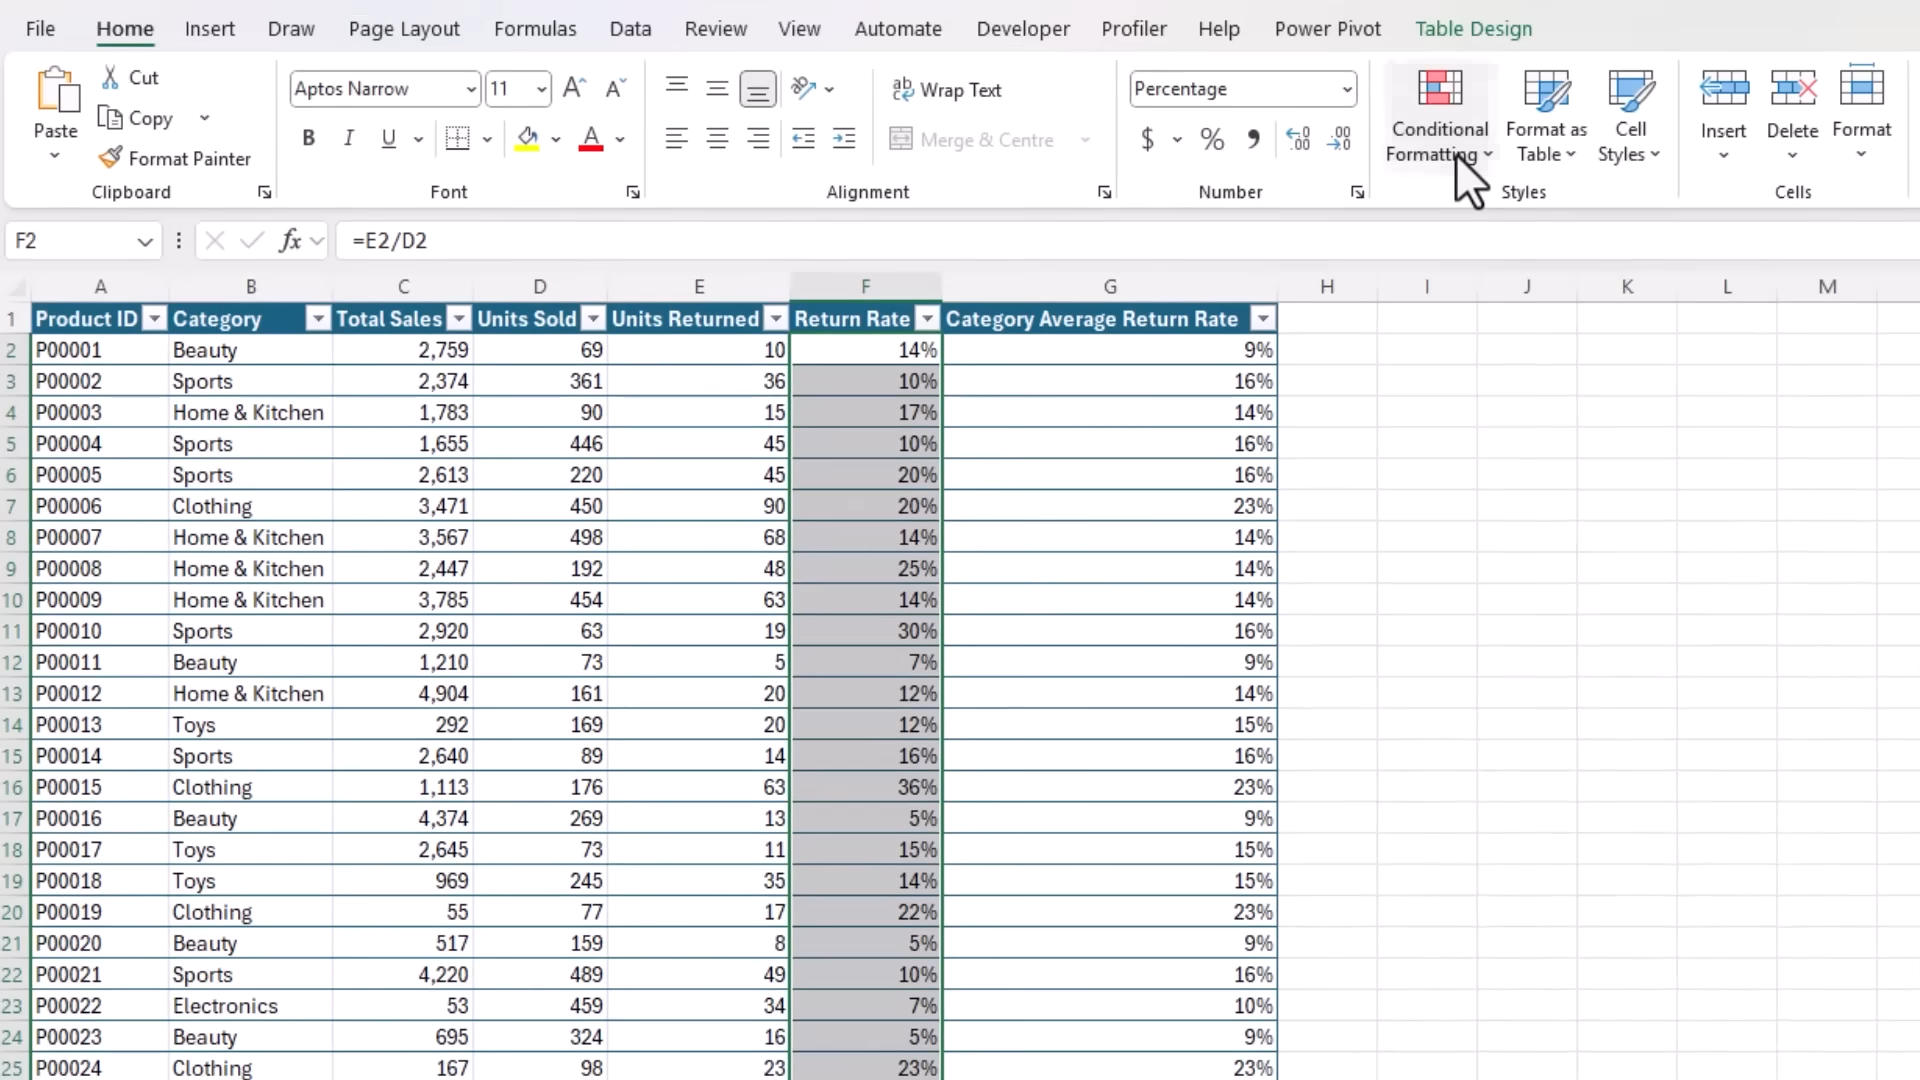 File Home Insert Draw Page Layout Formulas Data Review View Automate Developer Profiler Help Power Pivot Table Design
Paste
Cut
Copy
Format Painter
Clipboard
Aptos Narrow 11 A A
B I U A
Font
ab Wrap Text
Merge & Centre
Alignment
Percentage
$ % 9 .00 .00
Number
Conditional Formatting
Format as Table
Cell Styles
Styles
Insert Delete Format
Cells
F2 fx =E2/D2
A B C D E F G H I J K L M
1 Product ID Category Total Sales Units Sold Units Returned Return Rate Category Average Return Rate
2 P00001 Beauty 2,759 69 10 14% 9%
3 P00002 Sports 2,374 361 36 10% 16%
4 P00003 Home & Kitchen 1,783 90 15 17% 14%
5 P00004 Sports 1,655 446 45 10% 16%
6 P00005 Sports 2,613 220 45 20% 16%
7 P00006 Clothing 3,471 450 90 20% 23%
8 P00007 Home & Kitchen 3,567 498 68 14% 14%
9 P00008 Home & Kitchen 2,447 192 48 25% 14%
10 P00009 Home & Kitchen 3,785 454 63 14% 14%
11 P00010 Sports 2,920 63 19 30% 16%
12 P00011 Beauty 1,210 73 5 7% 9%
13 P00012 Home & Kitchen 4,904 161 20 12% 14%
14 P00013 Toys 292 169 20 12% 15%
15 P00014 Sports 2,640 89 14 16% 16%
16 P00015 Clothing 1,113 176 63 36% 23%
17 P00016 Beauty 4,374 269 13 5% 9%
18 P00017 Toys 2,645 73 11 15% 15%
19 P00018 Toys 969 245 35 14% 15%
20 P00019 Clothing 55 77 17 22% 23%
21 P00020 Beauty 517 159 8 5% 9%
22 P00021 Sports 4,220 489 49 10% 16%
23 P00022 Electronics 53 459 34 7% 10%
24 P00023 Beauty 695 324 16 5% 9%
25 P00024 Clothing 167 98 23 23% 23%